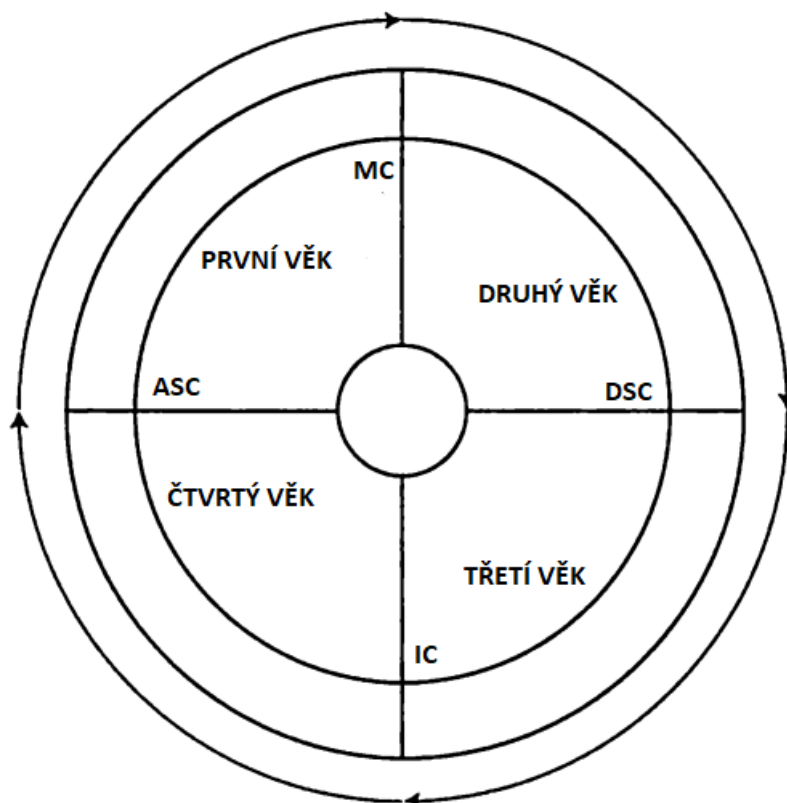 MC
PRVNÍ VĚK
DRUHÝ VĚK
ASC
DSC
ČTVRTÝ VĚK
TŘETÍ VĚK
IC